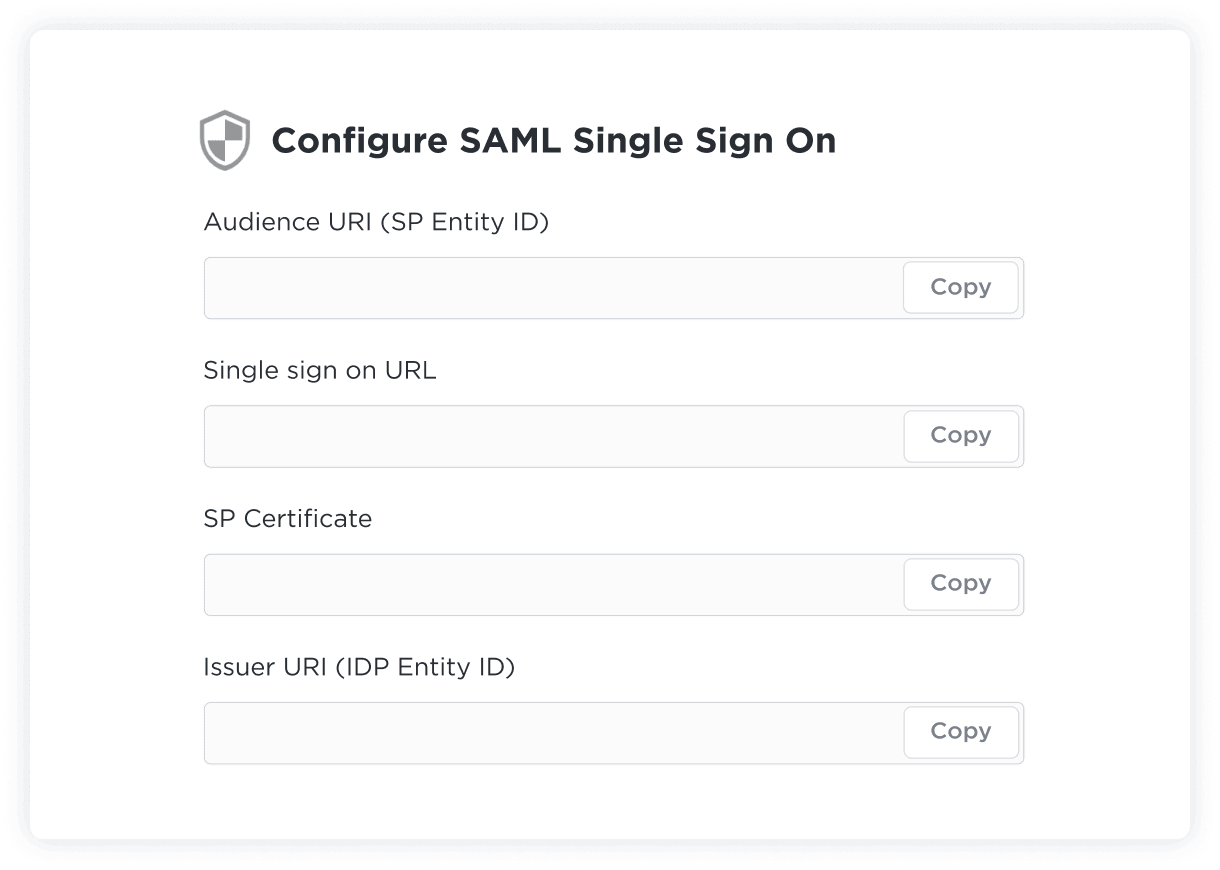 Configure SAML Single Sign On
Audience URI (SP Entity ID)
Copy
Single sign on URL
Copy
SP Certificate
Copy
Issuer URI (IDP Entity ID)
Copy